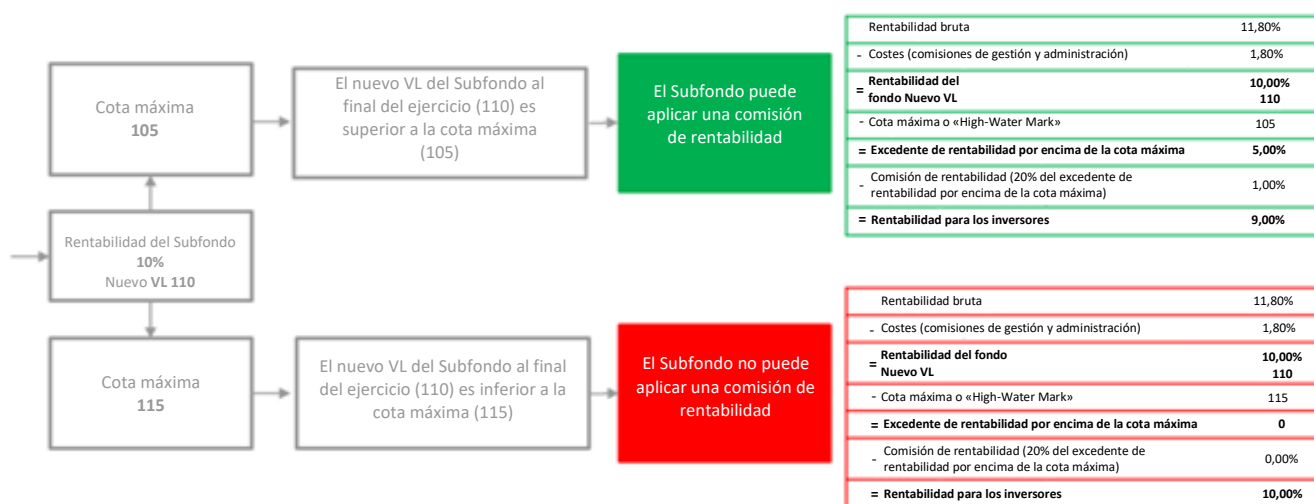 Rentabilidad del Subfondo
10%
Nuevo VL 110
Cota máxima
105
El nuevo VL del Subfondo al
final del ejercicio (110) es
superior a la cota máxima
(105)
El Subfondo puede
aplicar una comisión
de rentabilidad
Rentabilidad bruta 11,80%
- Costes (comisiones de gestión y administración) 1,80%
= Rentabilidad del 10,00%
fondo Nuevo VL 110
- Cota máxima o «High-Water Mark» 105
= Excedente de rentabilidad por encima de la cota máxima 5,00%
- Comisión de rentabilidad (20% del excedente de
rentabilidad por encima de la cota máxima) 1,00%
= Rentabilidad para los inversores 9,00%
Cota máxima
115
El nuevo VL del Subfondo al final
del ejercicio (110) es inferior a la
cota máxima (115)
El Subfondo no puede
aplicar una comisión de
rentabilidad
Rentabilidad bruta 11,80%
- Costes (comisiones de gestión y administración) 1,80%
= Rentabilidad del fondo 10,00%
Nuevo VL 110
- Cota máxima o «High-Water Mark» 115
= Excedente de rentabilidad por encima de la cota máxima 0
- Comisión de rentabilidad (20% del excedente de
rentabilidad por encima de la cota máxima) 0,00%
= Rentabilidad para los inversores 10,00%